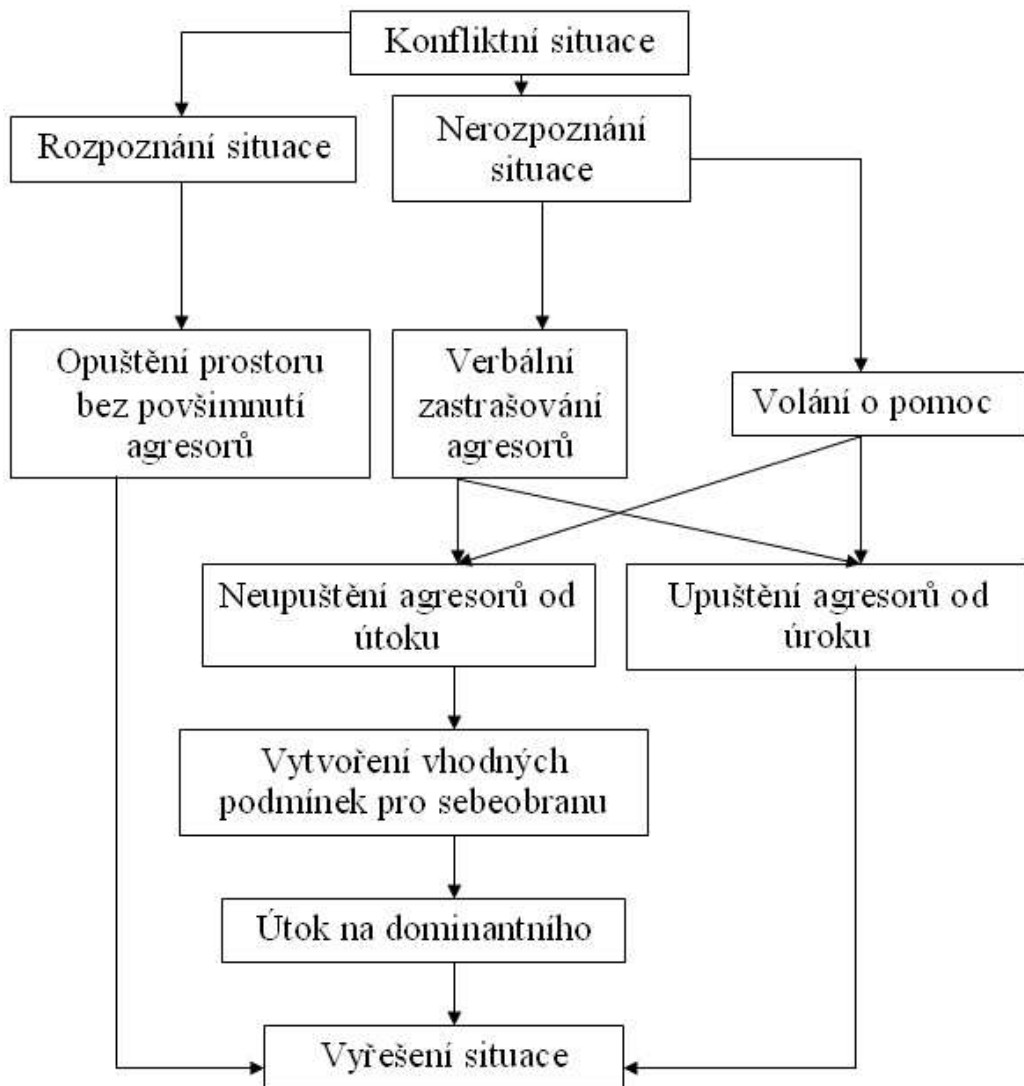 Konfliktní situace
Rozpoznání situace
Nerozpoznání
situace
Opuštění prostoru
bez povšimnutí
agresorů
Verbální
zastrašování
agresorů
Volání o pomoc
Neupuštění agresorů od
útoku
Upuštění agresorů od
úroku
Vytvoření vhodných
podmínek pro sebeobranu
Útok na dominantního
Vyřešení situace